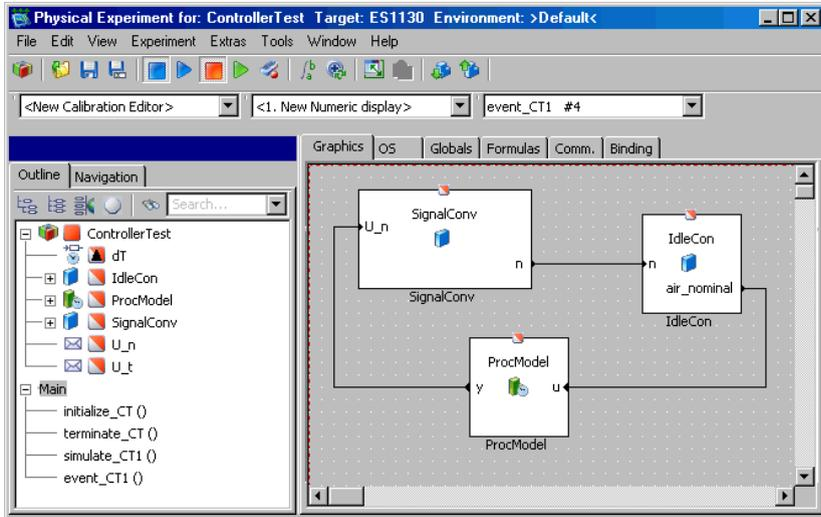 Physical Experiment for: ControllerTest Target: ES1130 Environment: >Default<
File Edit View Experiment Extras Tools Window Help
<New Calibration Editor> <1. New Numeric display> event_CT1 #4
Graphics OS Globals Formulas Comm. Binding
Outline Navigation
Search...
ControllerTest
dT
IdleCon
ProcModel
SignalConv
U_n
U_t
Main
initialize_CT ()
terminate_CT ()
simulate_CT1 ()
event_CT1 ()
SignalConv
U_n
n
SignalConv
IdleCon
n
air_nominal
IdleCon
ProcModel
y u
ProcModel